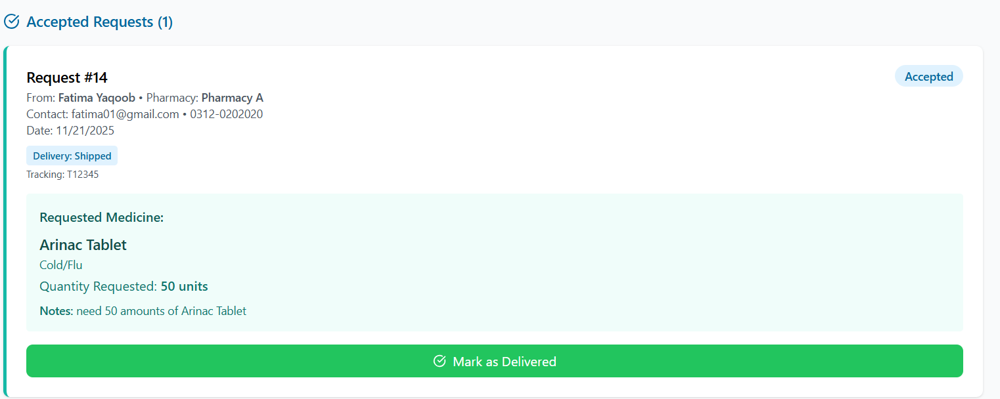 Accepted Requests (1)
Request #14
Accepted
From: Fatima Yaqoob • Pharmacy: Pharmacy A
Contact: fatima01@gmail.com • 0312-0202020
Date: 11/21/2025
Delivery: Shipped
Tracking: T12345
Requested Medicine:
Arinac Tablet
Cold/Flu
Quantity Requested: 50 units
Notes: need 50 amounts of Arinac Tablet
Mark as Delivered